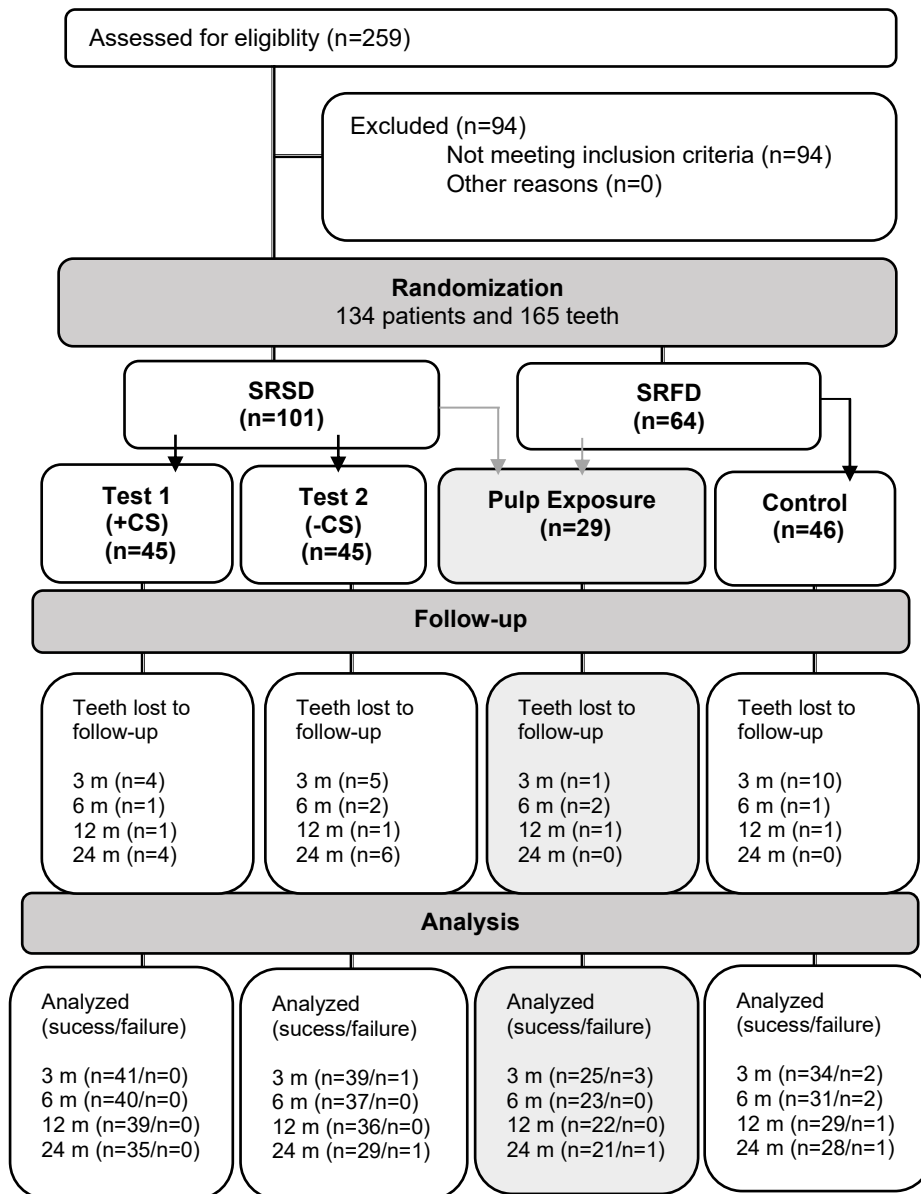 Assessed for eligiblity (n=259)
Excluded (n=94)
Not meeting inclusion criteria (n=94)
Other reasons (n=0)
Randomization
134 patients and 165 teeth
SRSD
(n=101)
SRFD
(n=64)
Test 1
(+CS)
(n=45)
Test 2
(-CS)
(n=45)
Pulp Exposure
(n=29)
Control
(n=46)
Follow-up
Teeth lost to
follow-up
3 m (n=4)
6 m (n=1)
12 m (n=1)
24 m (n=4)
Teeth lost to
follow-up
3 m (n=5)
6 m (n=2)
12 m (n=1)
24 m (n=6)
Teeth lost to
follow-up
3 m (n=1)
6 m (n=2)
12 m (n=1)
24 m (n=0)
Teeth lost to
follow-up
3 m (n=10)
6 m (n=1)
12 m (n=1)
24 m (n=0)
Analysis
Analyzed
(sucess/failure)
3 m (n=41/n=0)
6 m (n=40/n=0)
12 m (n=39/n=0)
24 m (n=35/n=0)
Analyzed
(sucess/failure)
3 m (n=39/n=1)
6 m (n=37/n=0)
12 m (n=36/n=0)
24 m (n=29/n=1)
Analyzed
(sucess/failure)
3 m (n=25/n=3)
6 m (n=23/n=0)
12 m (n=22/n=0)
24 m (n=21/n=1)
Analyzed
(sucess/failure)
3 m (n=34/n=2)
6 m (n=31/n=2)
12 m (n=29/n=1)
24 m (n=28/n=1)